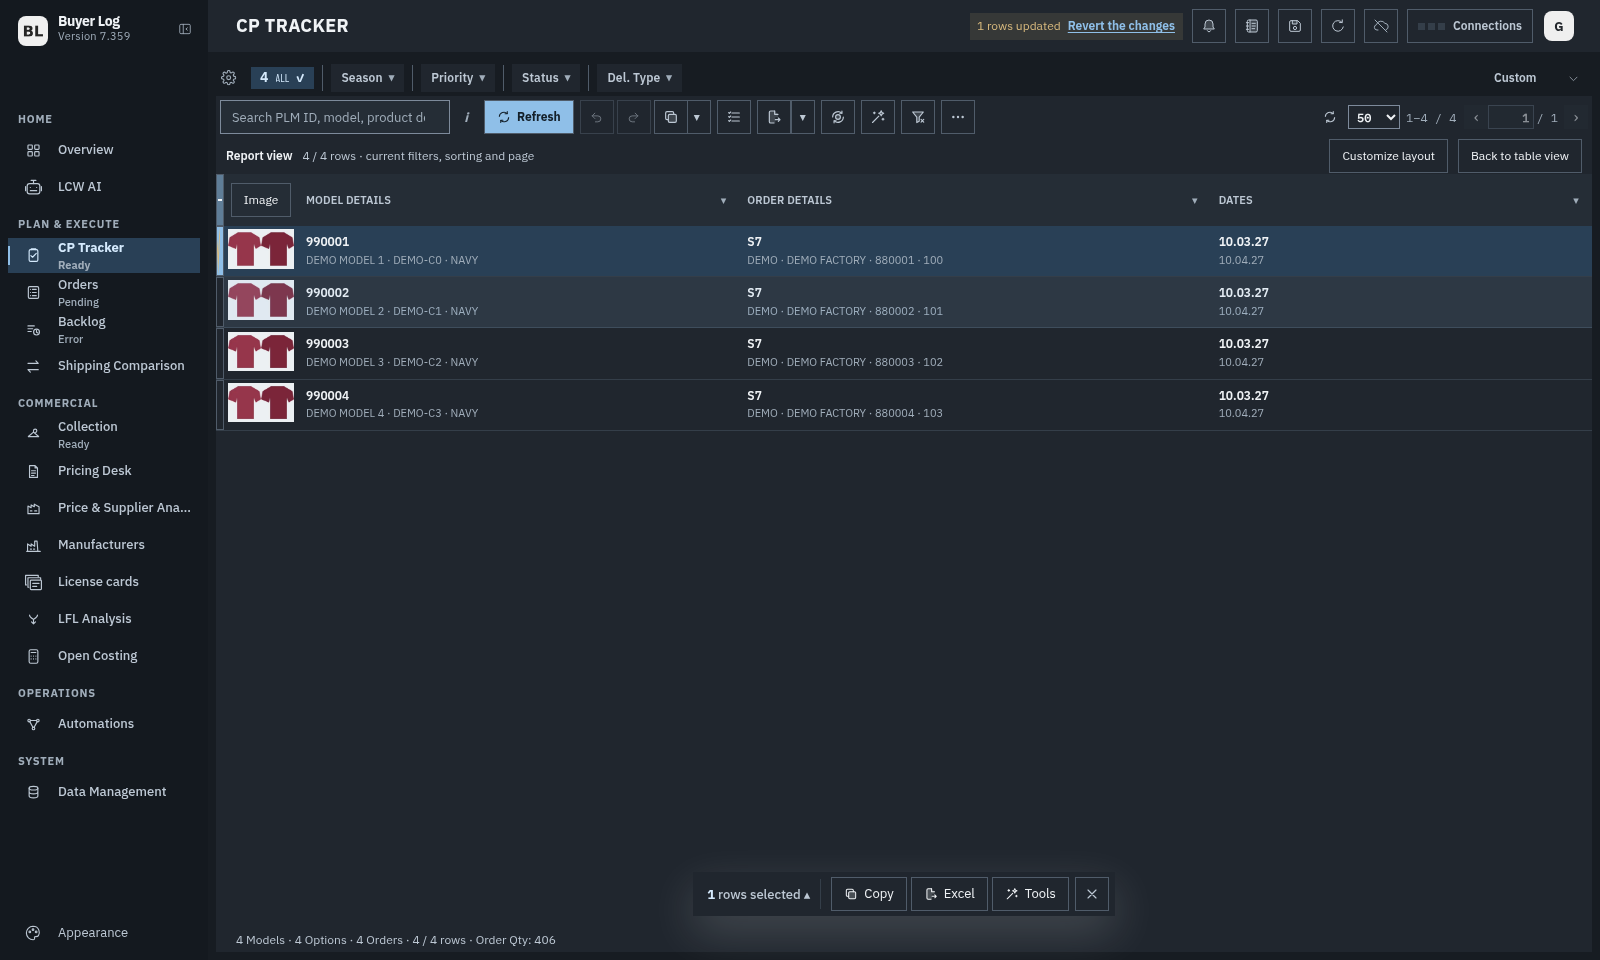 BL
Buyer Log
Version 7.359
HOME
Overview
LCW AI
PLAN & EXECUTE
CP Tracker
Ready
Orders
Pending
Backlog
Error
Shipping Comparison
COMMERCIAL
Collection
Ready
Pricing Desk
Price & Supplier Ana...
Manufacturers
License cards
LFL Analysis
Open Costing
OPERATIONS
Automations
SYSTEM
Data Management
Appearance
CP TRACKER
1 rows updated Revert the changes
Connections
G
4 ALL
Season
Priority
Status
Del. Type
Custom
Search PLM ID, model, product d
i
Refresh
50
1–4 / 4
1 / 1
Report view 4 / 4 rows · current filters, sorting and page
Customize layout
Back to table view
Image
MODEL DETAILS
ORDER DETAILS
DATES
990001 S7 10.03.27
DEMO MODEL 1 · DEMO-C0 · NAVY DEMO · DEMO FACTORY · 880001 · 100 10.04.27
990002 S7 10.03.27
DEMO MODEL 2 · DEMO-C1 · NAVY DEMO · DEMO FACTORY · 880002 · 101 10.04.27
990003 S7 10.03.27
DEMO MODEL 3 · DEMO-C2 · NAVY DEMO · DEMO FACTORY · 880003 · 102 10.04.27
990004 S7 10.03.27
DEMO MODEL 4 · DEMO-C3 · NAVY DEMO · DEMO FACTORY · 880004 · 103 10.04.27
1 rows selected
Copy
Excel
Tools
4 Models · 4 Options · 4 Orders · 4 / 4 rows · Order Qty: 406